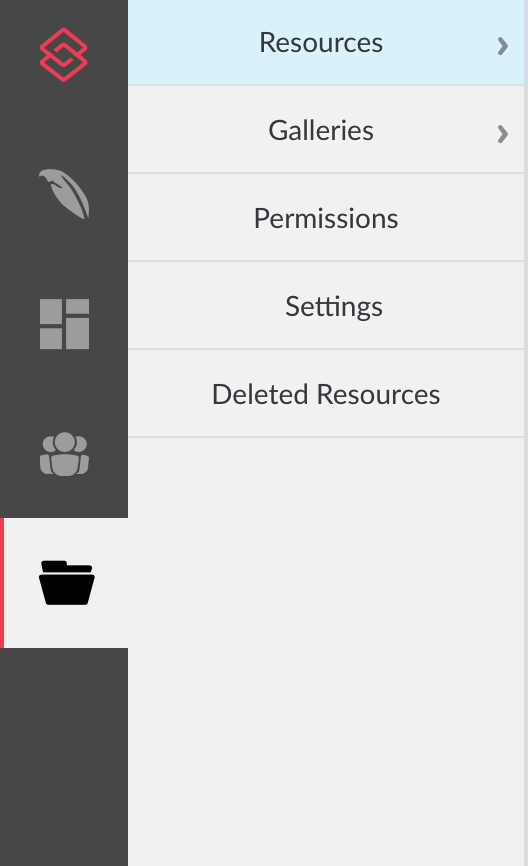 Resources
Galleries
Permissions
Settings
Deleted Resources